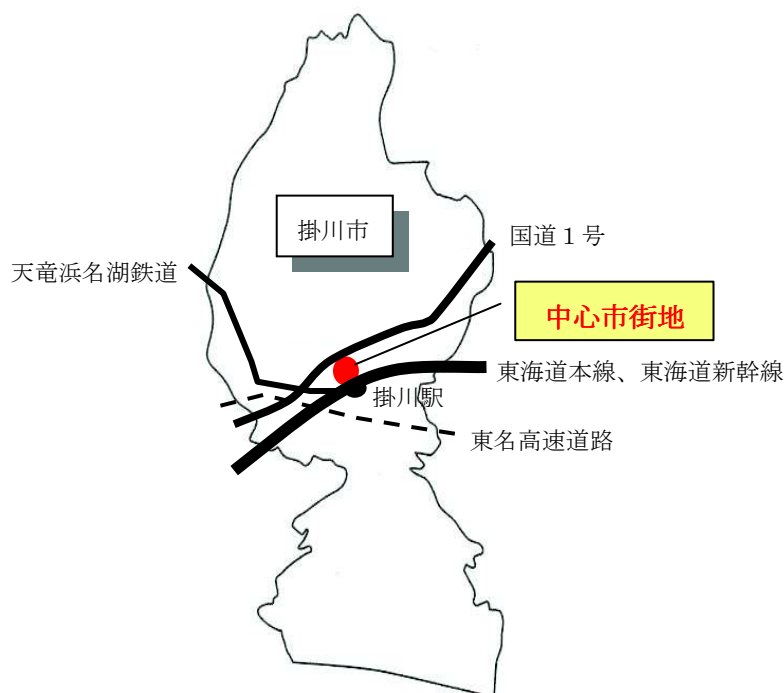 掛川市
国道1号
天竜浜名湖鉄道
中心市街地
東海道本線、東海道新幹線
掛川駅
東名高速道路